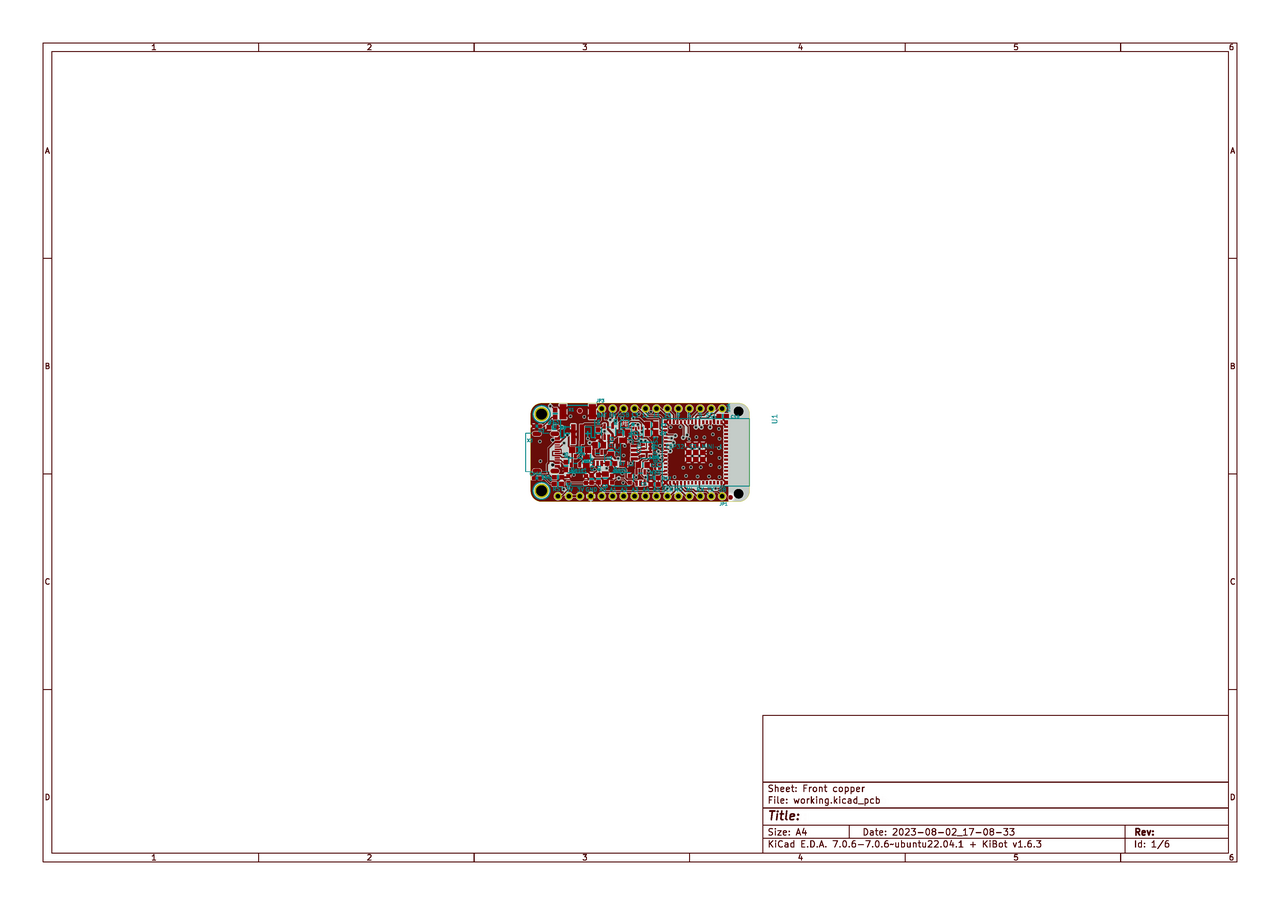 1 2 3 4 5 6
A A
B B
C C
D D
JP3
U1
JP1
Sheet: Front copper
File: working.kicad_pcb
Title:
Size: A4 Date: 2023-08-02_17-08-33 Rev:
KiCad E.D.A. 7.0.6-7.0.6~ubuntu22.04.1 + KiBot v1.6.3 Id: 1/6
1 2 3 4 5 6